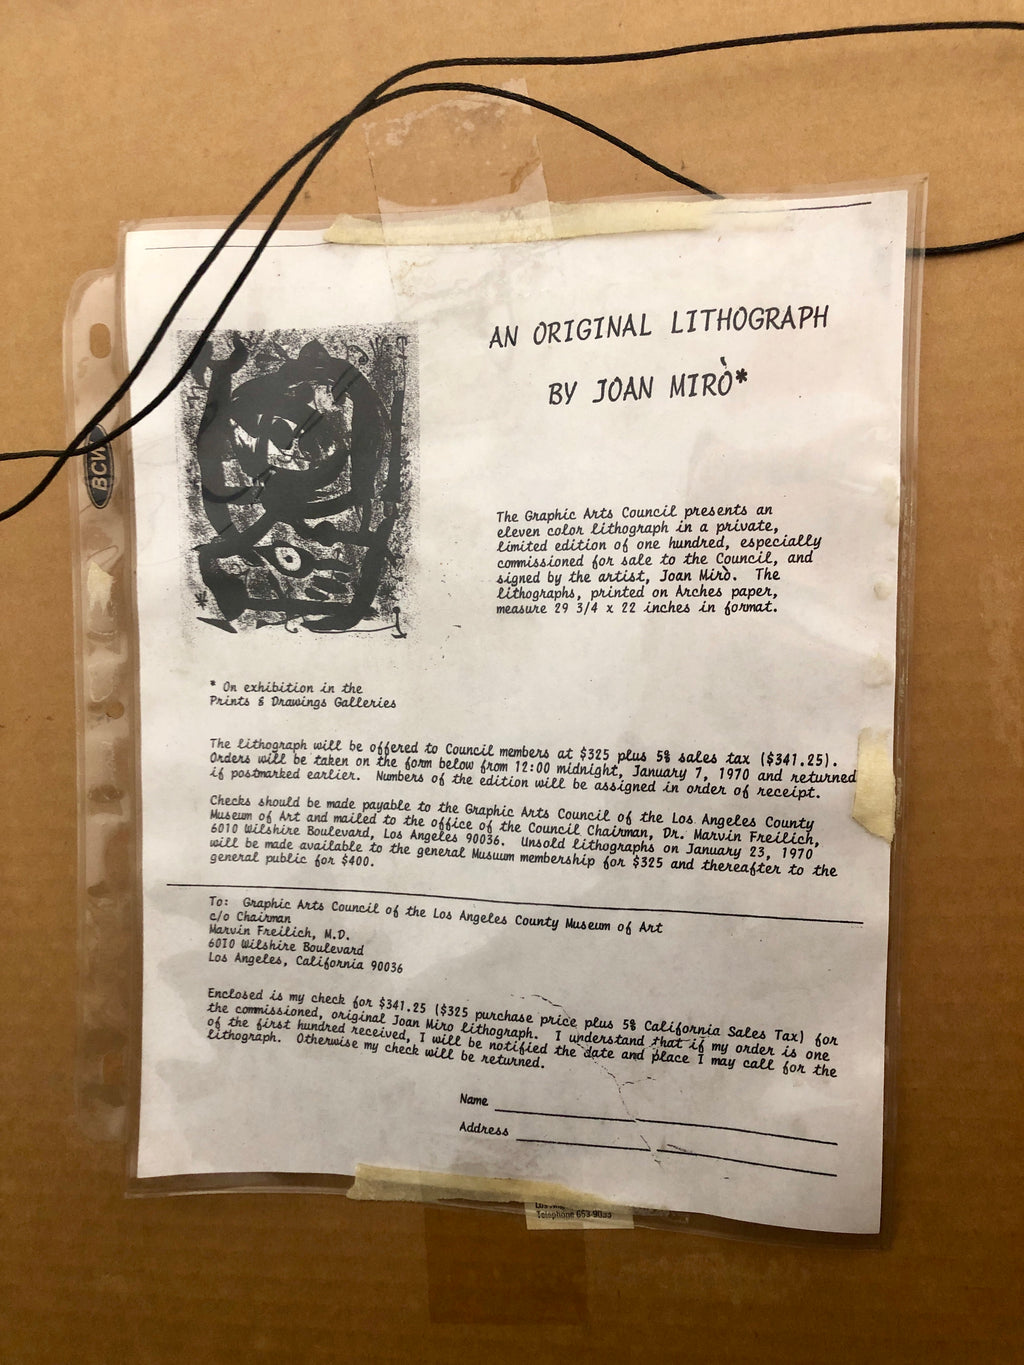 AN ORIGINAL LITHOGRAPH
BY JOAN MIRÒ*
BCW
The Graphic Arts Council presents an
eleven color lithograph in a private,
limited edition of one hundred, especially
commissioned for sale to the Council, and
signed by the artist, Joan Mirò. The
lithographs, printed on Arches paper,
measure 29 3/4 x 22 inches in format.
* On exhibition in the
Prints & Drawings Galleries
The lithograph will be offered to Council members at $325 plus 5% sales tax ($341.25).
Orders will be taken on the form below from 12:00 midnight, January 7, 1970 and returned
if postmarked earlier. Numbers of the edition will be assigned in order of receipt.
Checks should be made payable to the Graphic Arts Council of the Los Angeles County
Museum of Art and mailed to the office of the Council Chairman, Dr. Marvin Freilich,
6010 Wilshire Boulevard, Los Angeles 90036. Unsold lithographs on January 23, 1970
will be made available to the general Musuum membership for $325 and thereafter to the
general public for $400.
To: Graphic Arts Council of the Los Angeles County Museum of Art
c/o Chairman
Marvin Freilich, M.D.
6010 Wilshire Boulevard
Los Angeles, California 90036
Enclosed is my check for $341.25 ($325 purchase price plus 5% California Sales Tax) for
the commissioned, original Joan Miro lithograph. I understand that if my order is one
of the first hundred received, I will be notified the date and place I may call for the
lithograph. Otherwise my check will be returned.
Name
Address
Telephone 653-9033